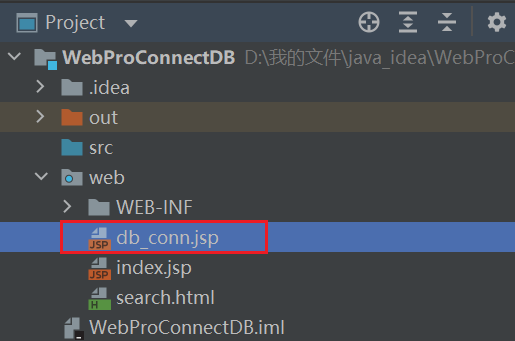 Project
WebProConnectDB D:\我的文件\java_idea\WebProC
.idea
out
src
web
WEB-INF
JSP db_conn.jsp
JSP index.jsp
H search.html
WebProConnectDB.iml